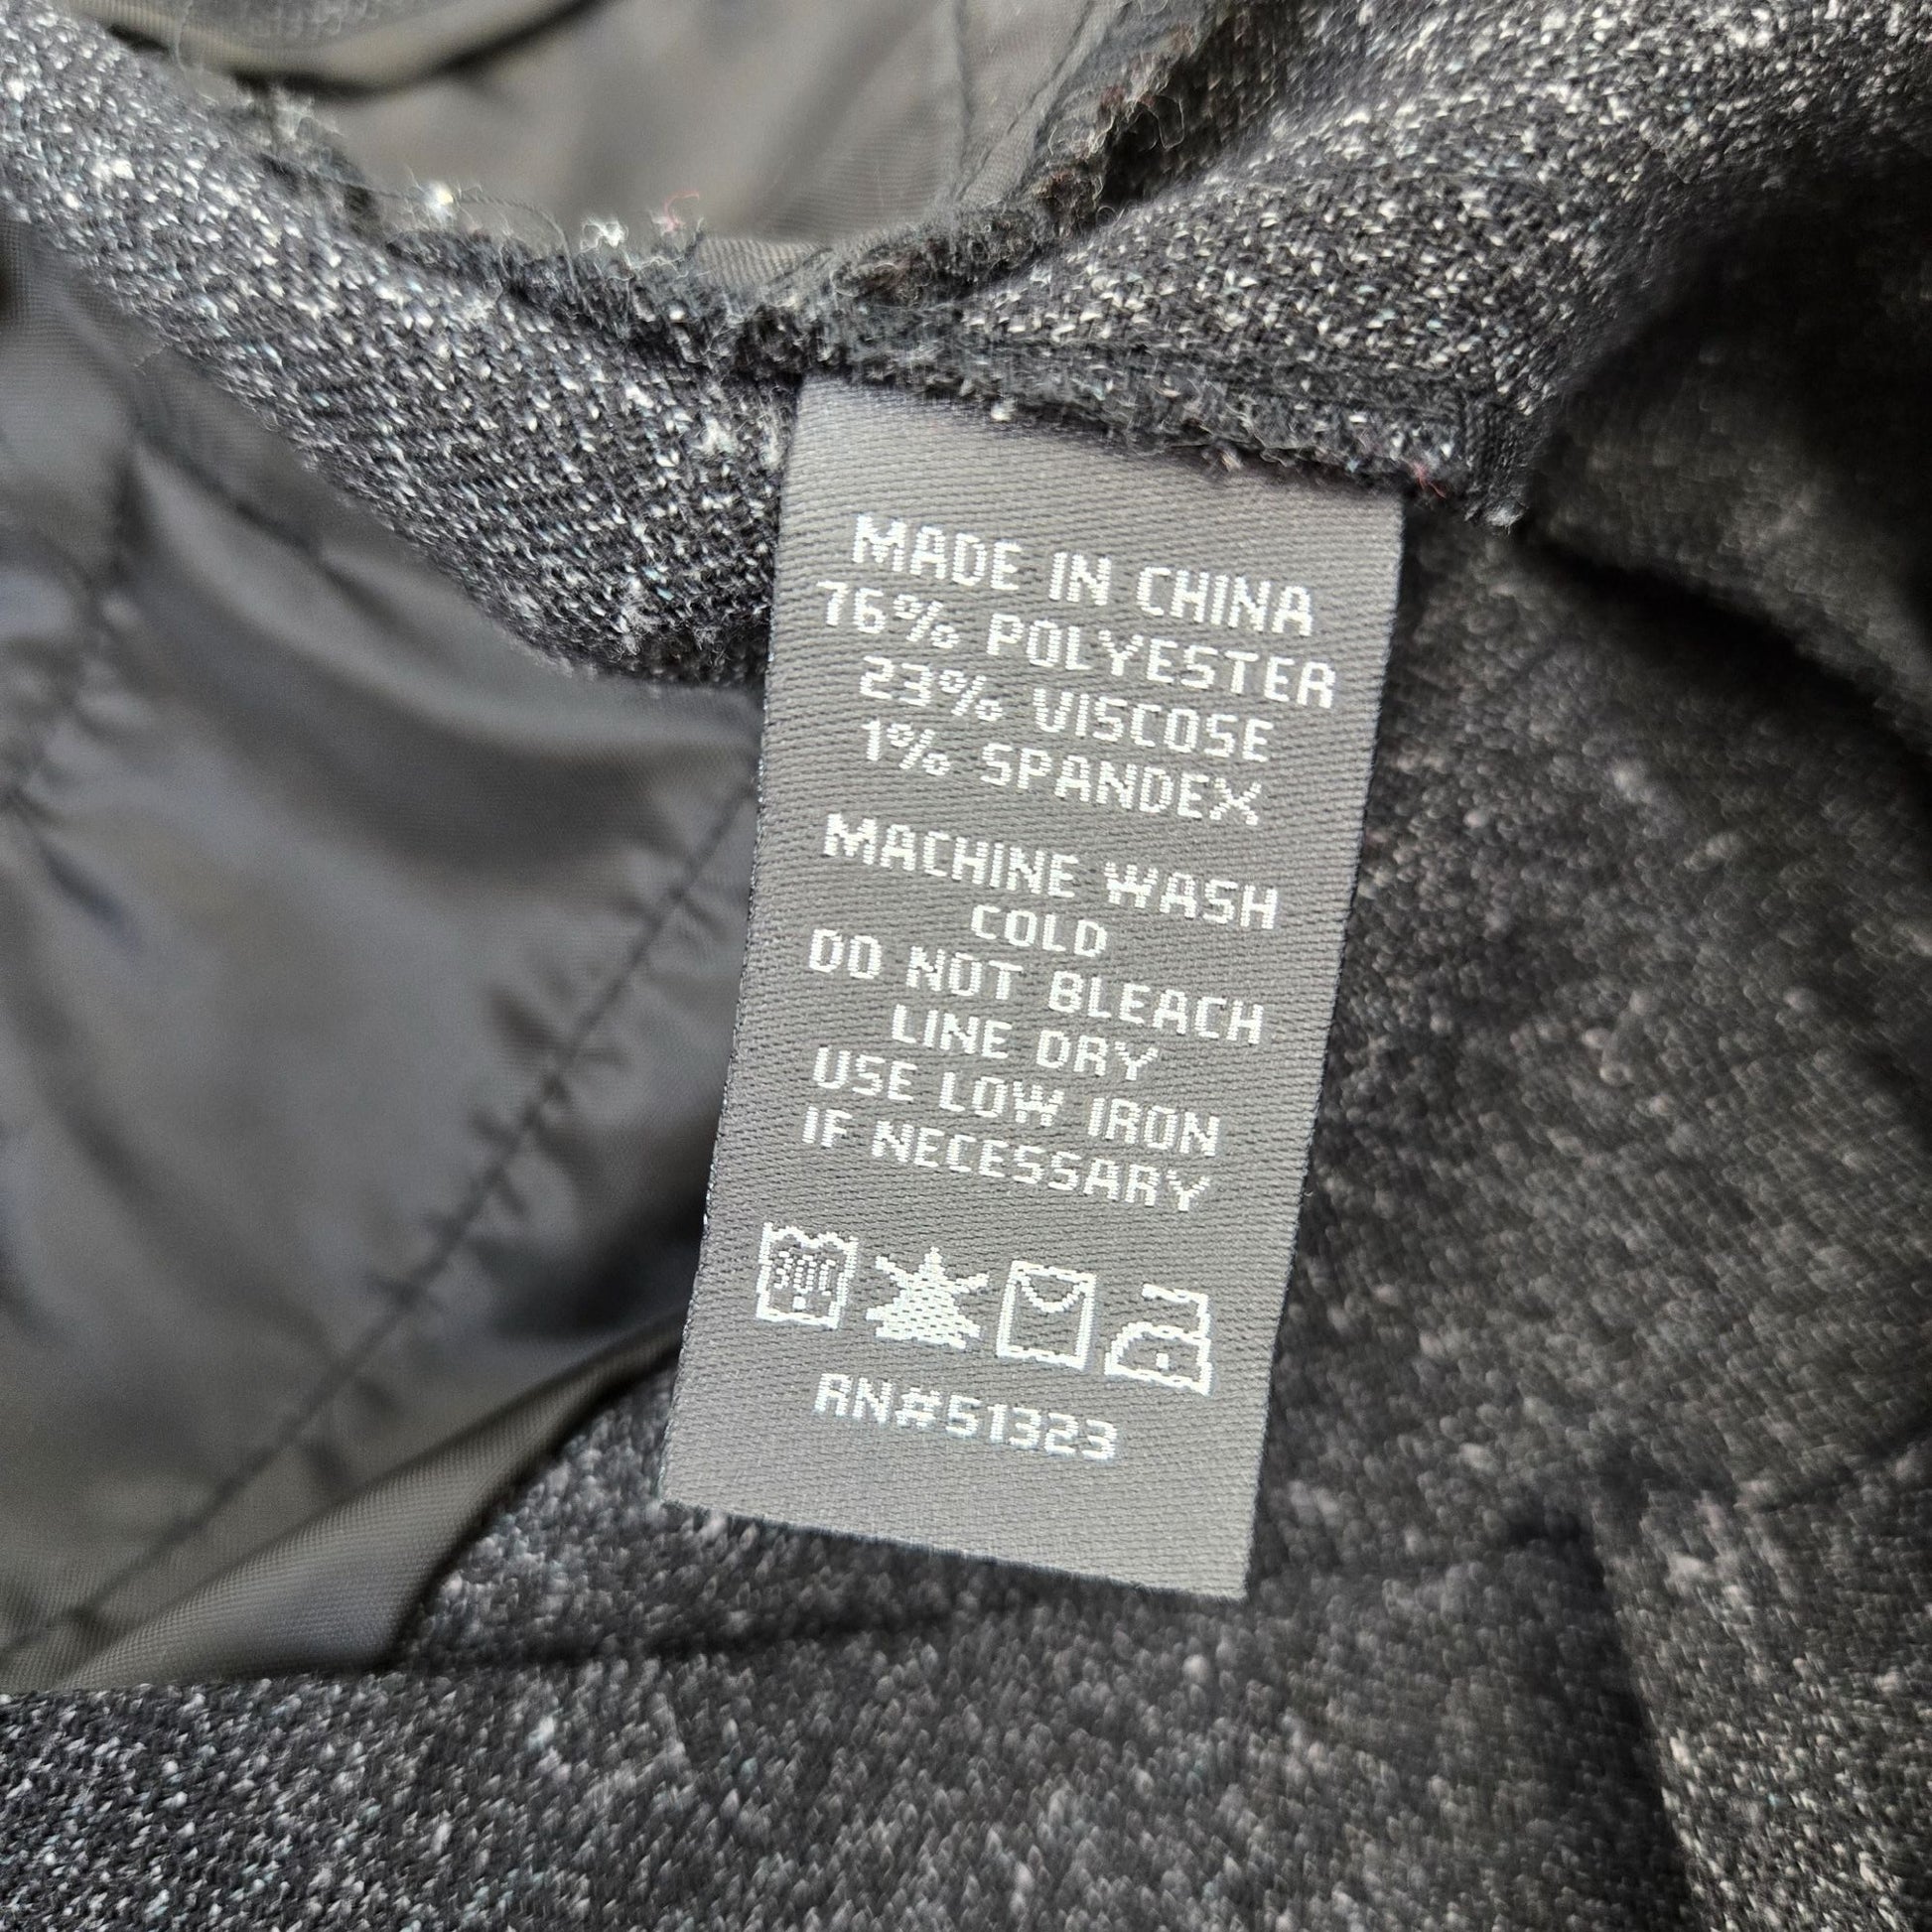 MADE IN CHINA
76% POLYESTER
23% VISCOSE
1% SPANDEX
MACHINE WASH
COLD
DO NOT BLEACH
LINE DRY
USE LOW IRON
IF NECESSARY
30C
RN#51323